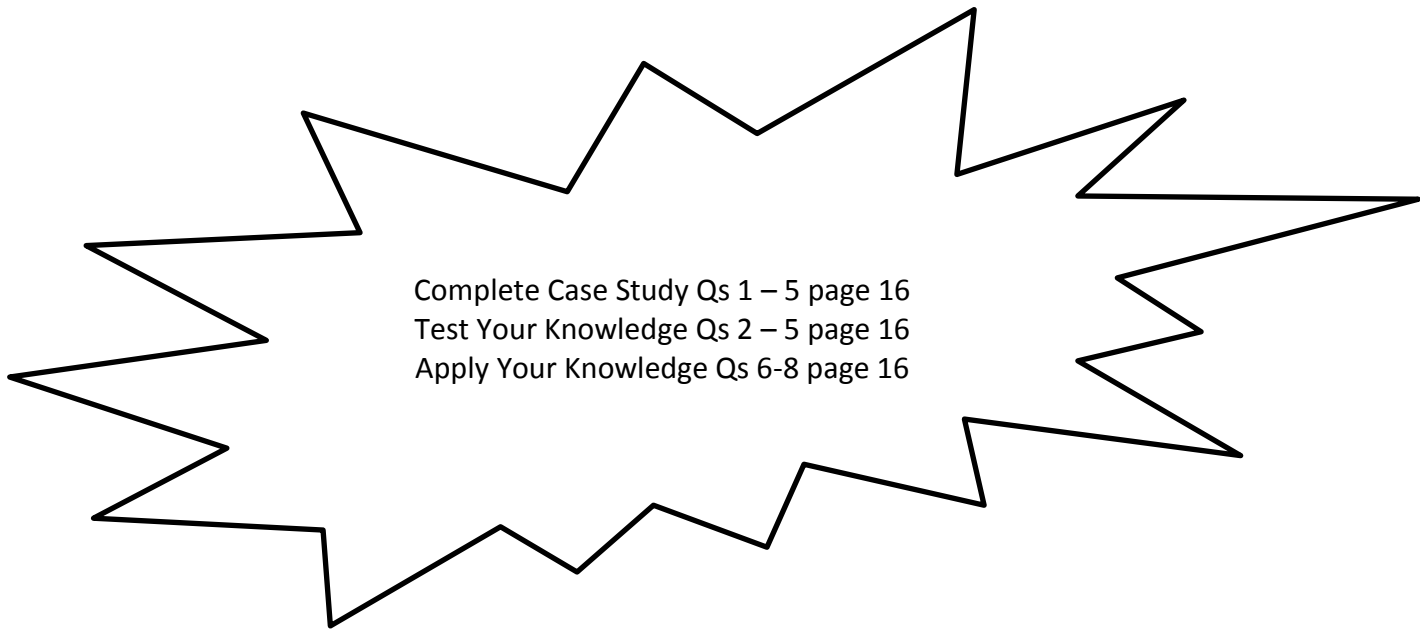 Complete Case Study Qs 1 – 5 page 16
Test Your Knowledge Qs 2 – 5 page 16
Apply Your Knowledge Qs 6-8 page 16